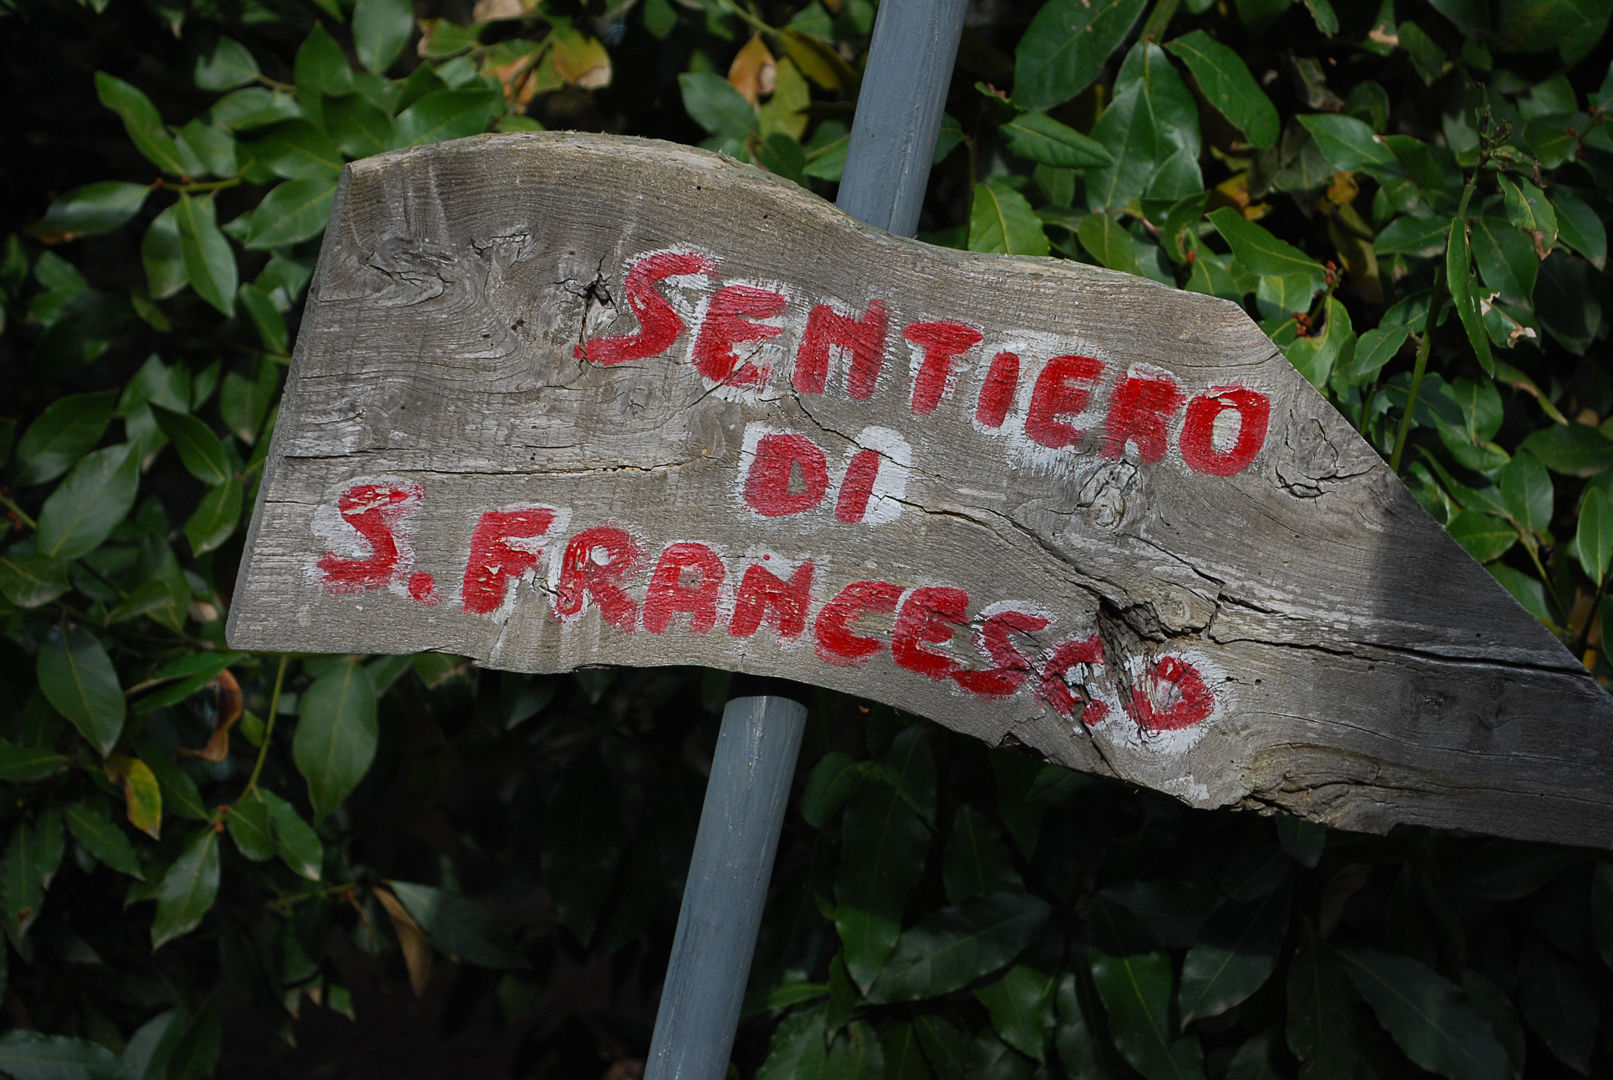 SENTIERO
DI
S. FRANCESCO